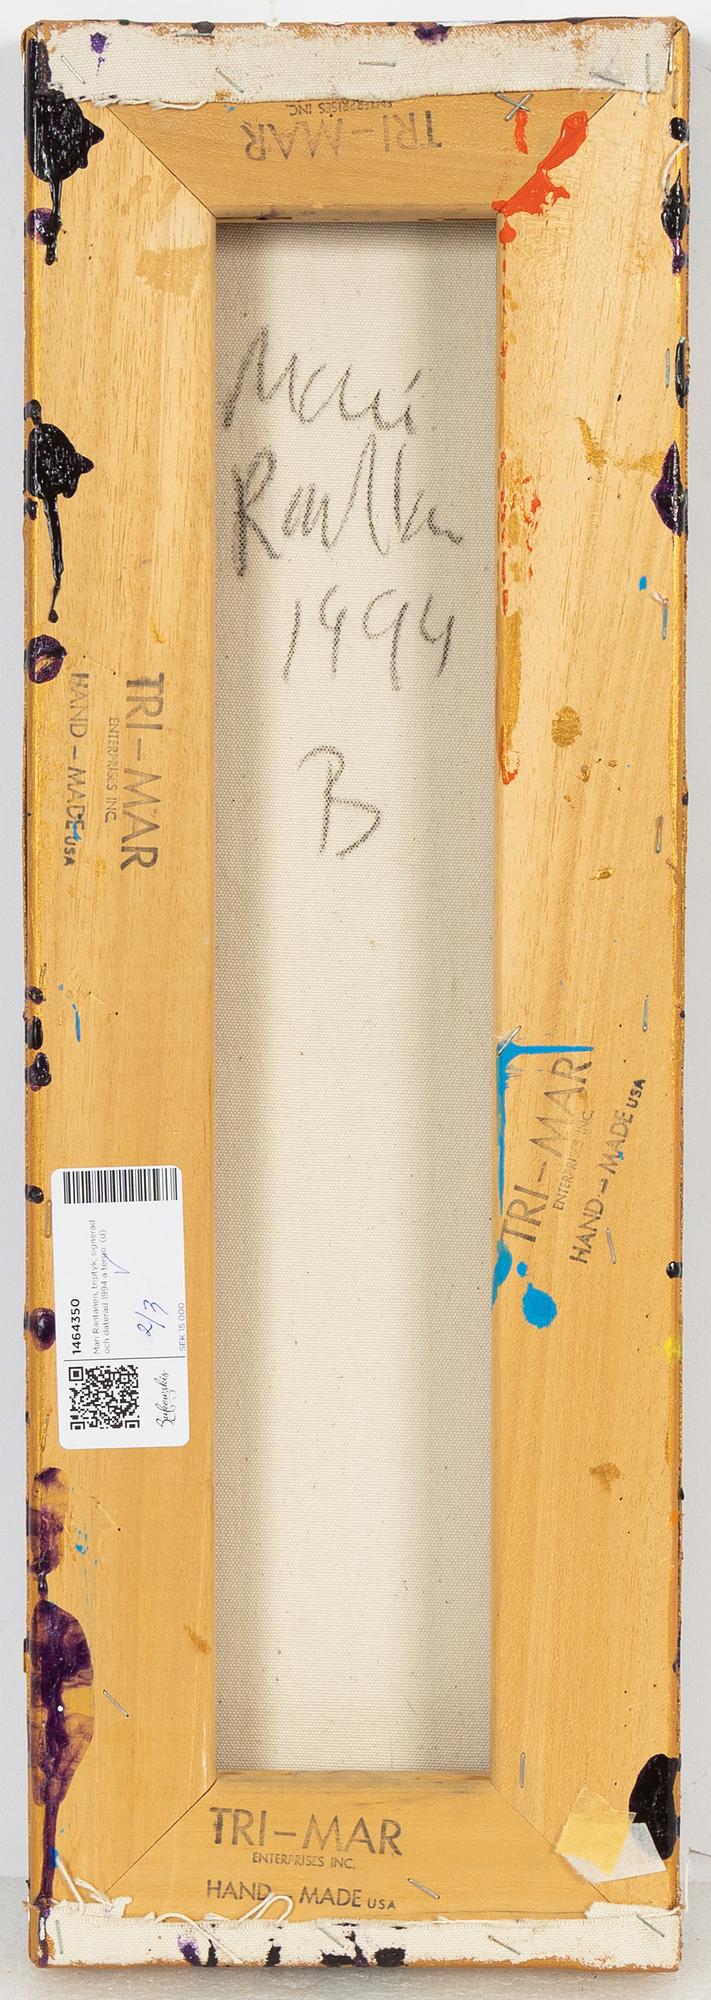 TRI-MAR
ENTERPRISES INC.
Mari
Rantanen
1994
B
TRI-MAR
ENTERPRISES INC.
HAND-MADE USA
TRI-MAR
ENTERPRISES INC.
HAND-MADE USA
1464350
Mari Rantanen, triptyk, signerad
och daterad 1994 a tergo. (d)
2/3
SEK 15 000
Bukowskis
TRI-MAR
ENTERPRISES INC.
HAND MADE USA